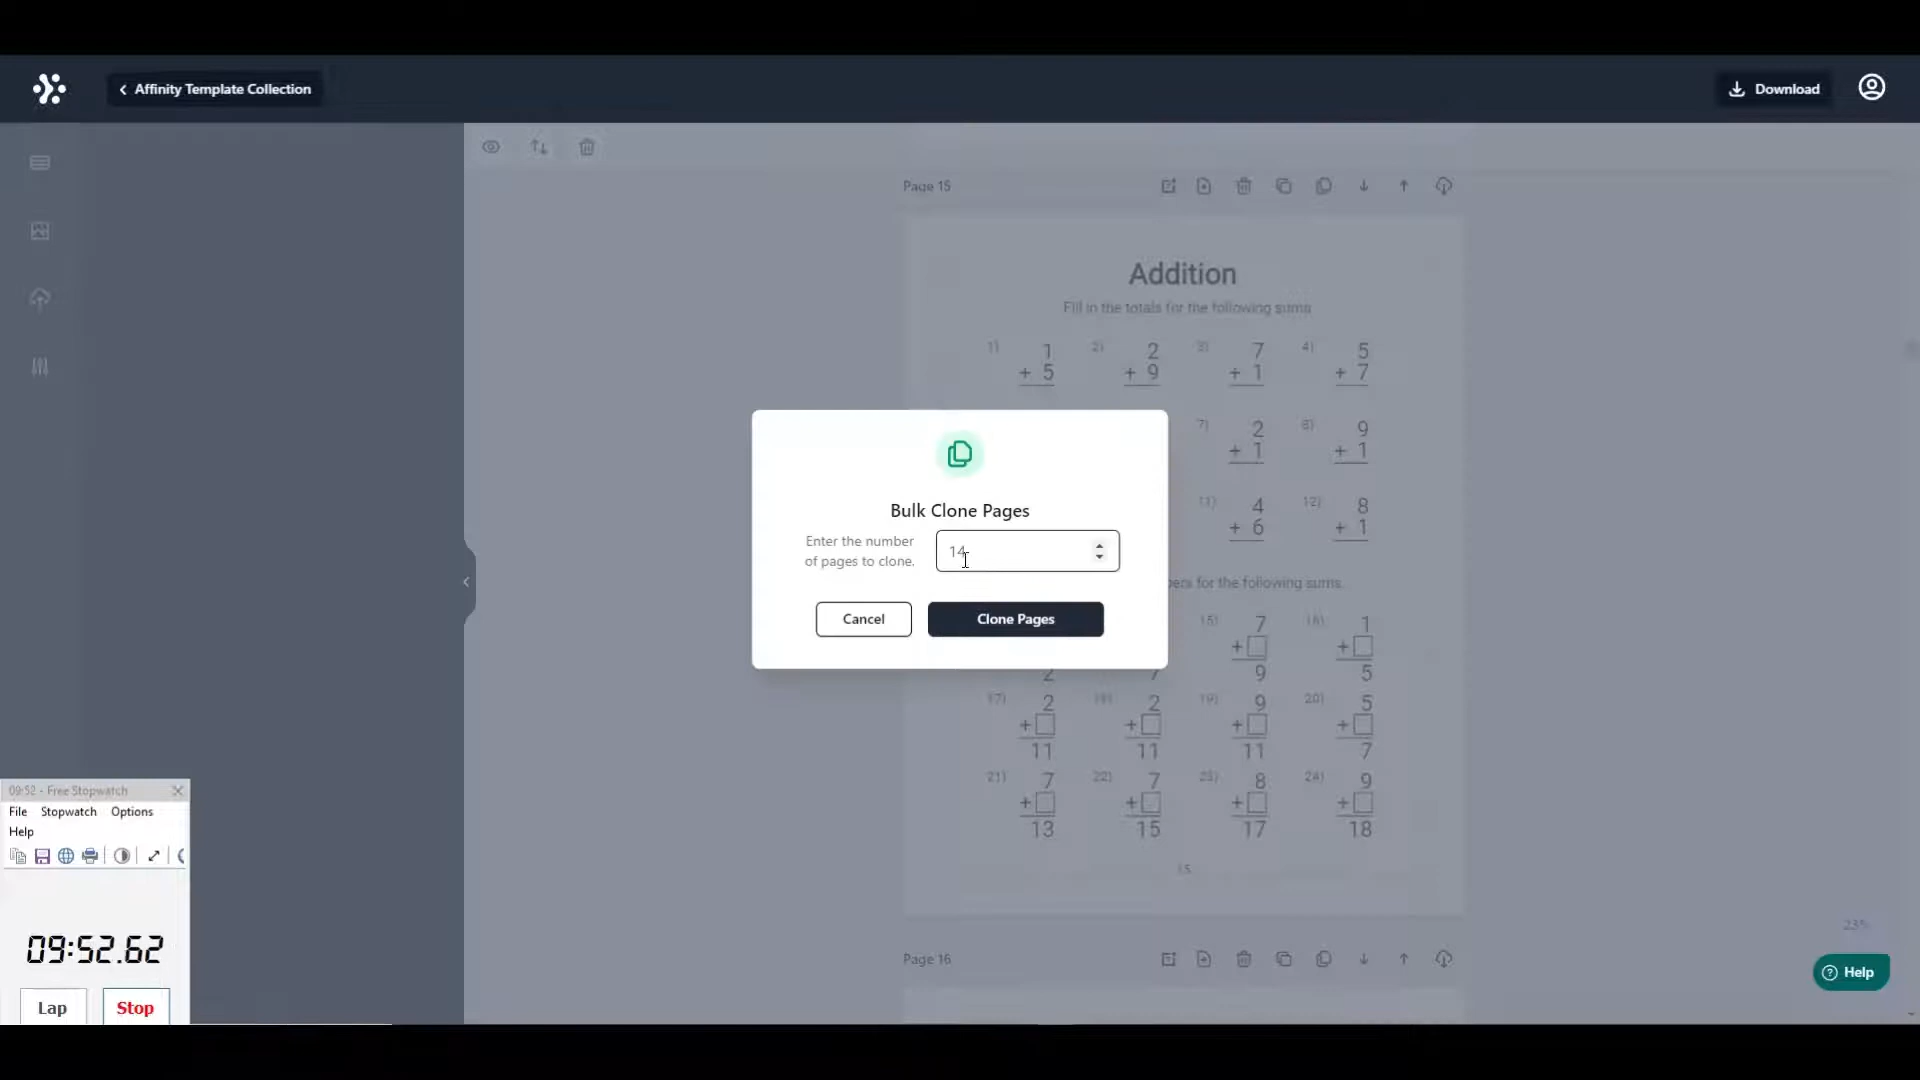 Affinity Template Collection
Download
Page 15
Addition
Fill in the totals for the following sums
1) 1 2) 2 3) 7 4) 5
+ 5 + 9 + 1 + 7
7) 2 8) 9
+ 1 + 1
11) 4 12) 8
+ 6 + 1
Bulk Clone Pages
Enter the number
of pages to clone.
14
Cancel
Clone Pages
bers for the following sums.
15) 7 16) 1
+ +
2 7 9 5
17) 2 18) 2 19) 9 20) 5
+ + + +
11 11 11 7
21) 7 22) 7 23) 8 24) 9
+ + + +
13 15 17 18
15
Page 16
23%
Help
09:52 - Free Stopwatch
File Stopwatch Options
Help
09:52.62
Lap
Stop